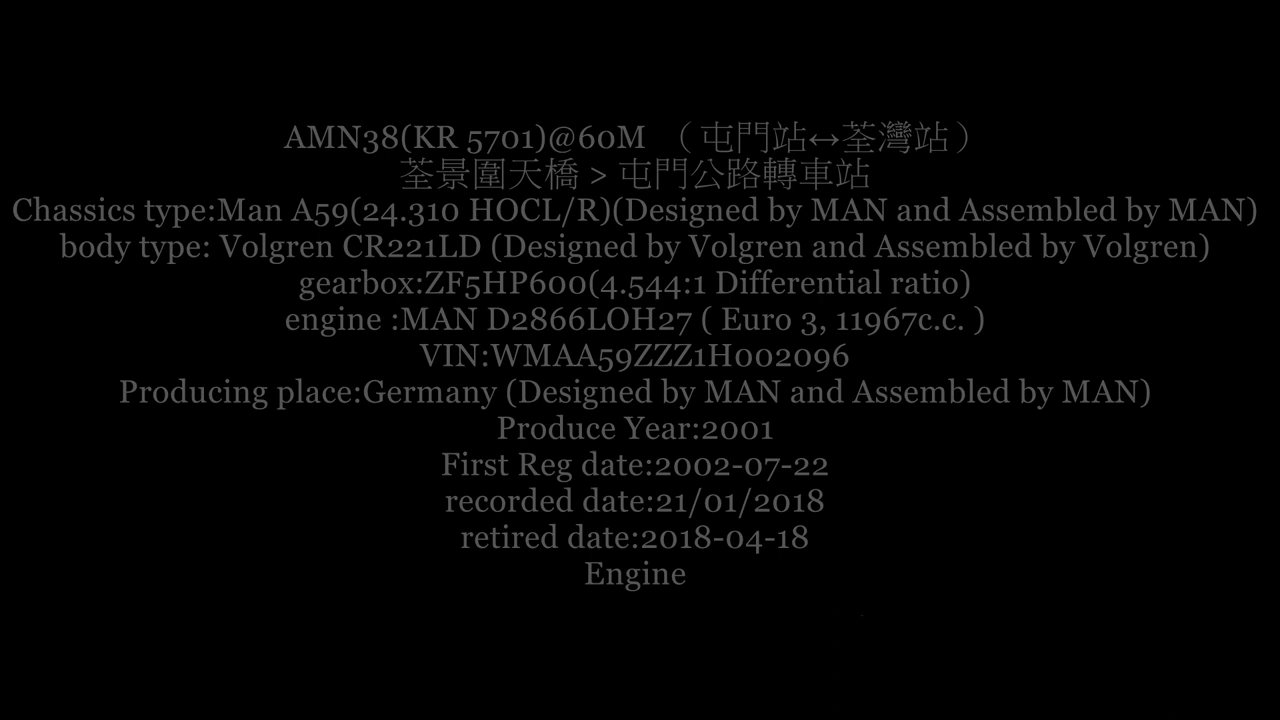 AMN38(KR 5701)@60M （屯門站↔荃灣站）
荃景圍天橋 > 屯門公路轉車站
Chassics type:Man A59(24.310 HOCL/R)(Designed by MAN and Assembled by MAN)
body type: Volgren CR221LD (Designed by Volgren and Assembled by Volgren)
gearbox:ZF5HP600(4.544:1 Differential ratio)
engine :MAN D2866LOH27 ( Euro 3, 11967c.c. )
VIN:WMAA59ZZZ1H002096
Producing place:Germany (Designed by MAN and Assembled by MAN)
Produce Year:2001
First Reg date:2002-07-22
recorded date:21/01/2018
retired date:2018-04-18
Engine